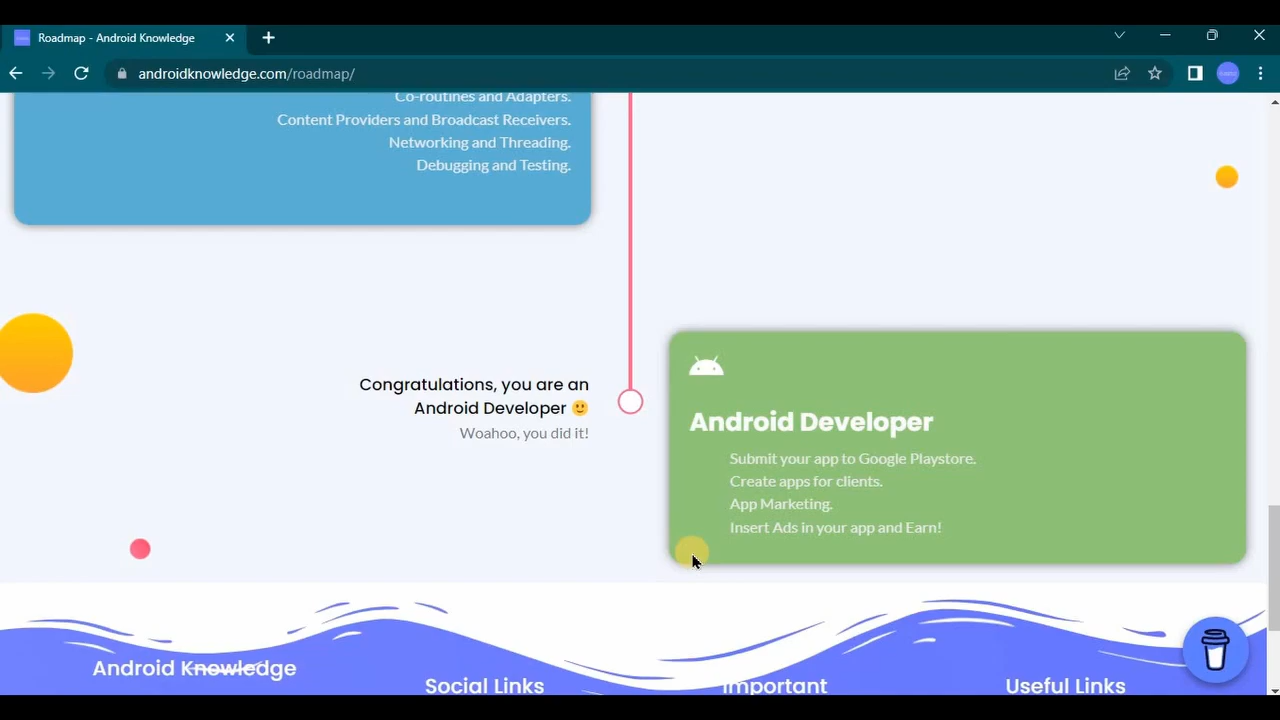 Roadmap - Android Knowledge
androidknowledge.com/roadmap/
Co-routines and Adapters.
Content Providers and Broadcast Receivers.
Networking and Threading.
Debugging and Testing.
Congratulations, you are an
Android Developer 🙂
Woahoo, you did it!
Android Developer
Submit your app to Google Playstore.
Create apps for clients.
App Marketing.
Insert Ads in your app and Earn!
Android Knowledge
Social Links
Important
Useful Links